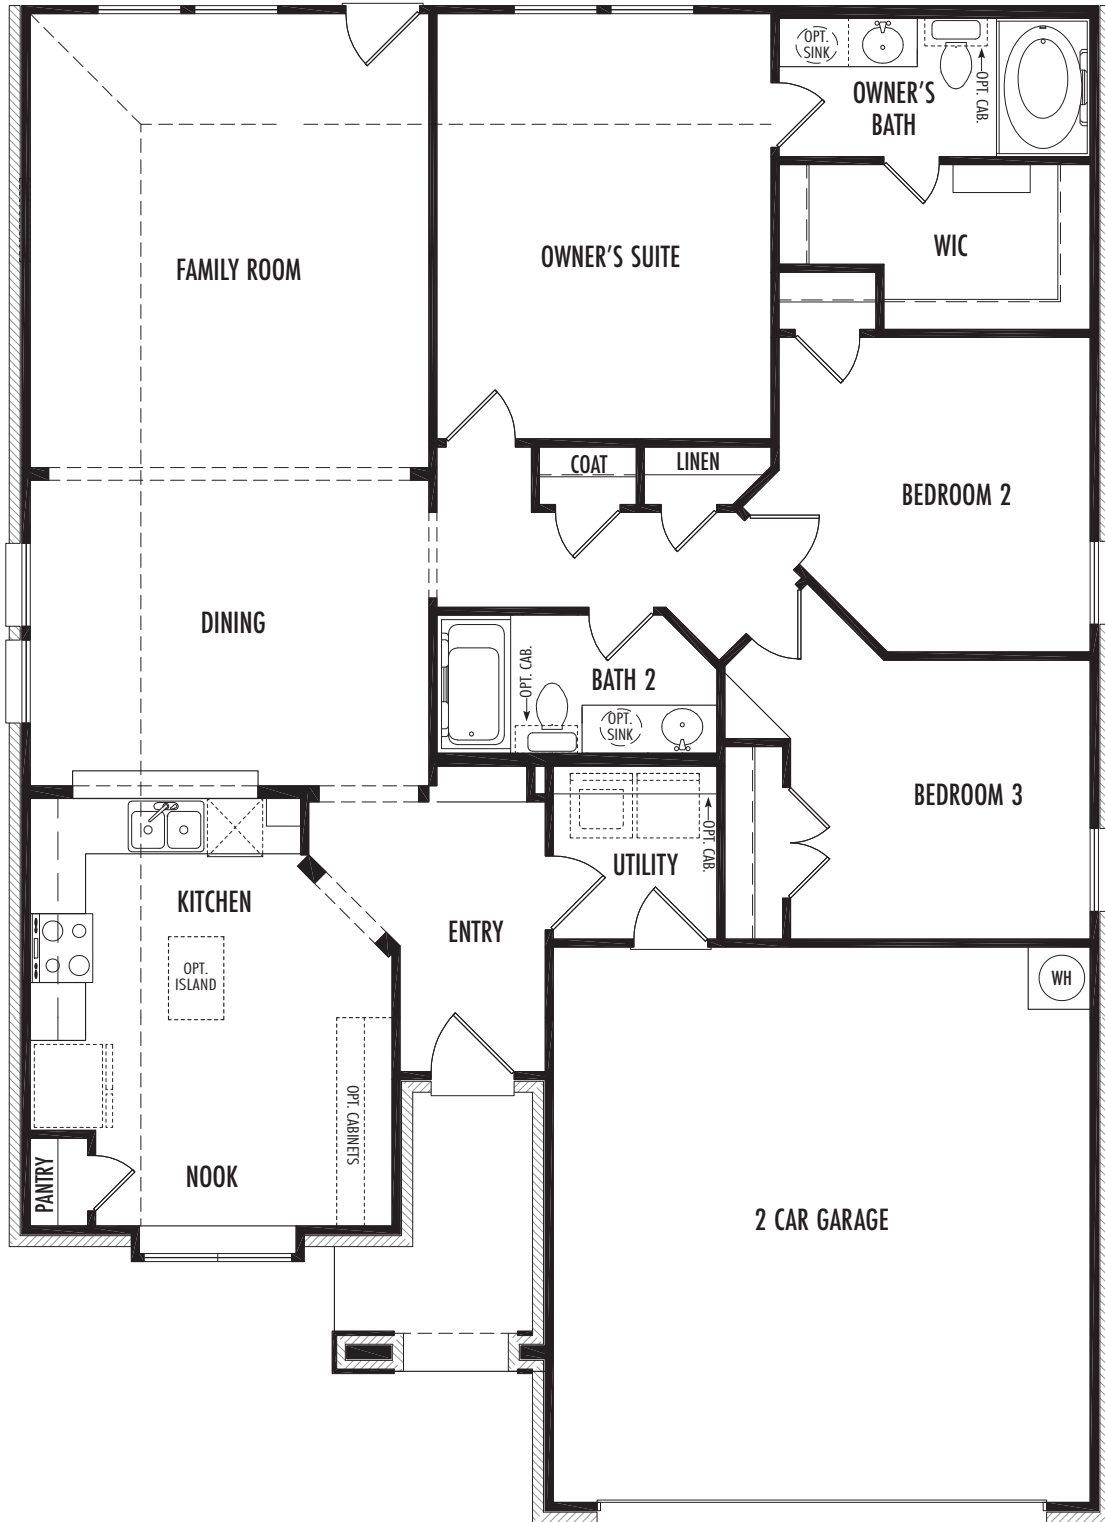 OPT.
SINK
OPT. CAB.
OWNER'S
BATH
WIC
OWNER'S SUITE
FAMILY ROOM
COAT
LINEN
BEDROOM 2
DINING
OPT. CAB.
BATH 2
OPT.
SINK
BEDROOM 3
OPT. CAB.
UTILITY
KITCHEN
ENTRY
OPT.
ISLAND
WH
OPT. CABINETS
PANTRY
NOOK
2 CAR GARAGE